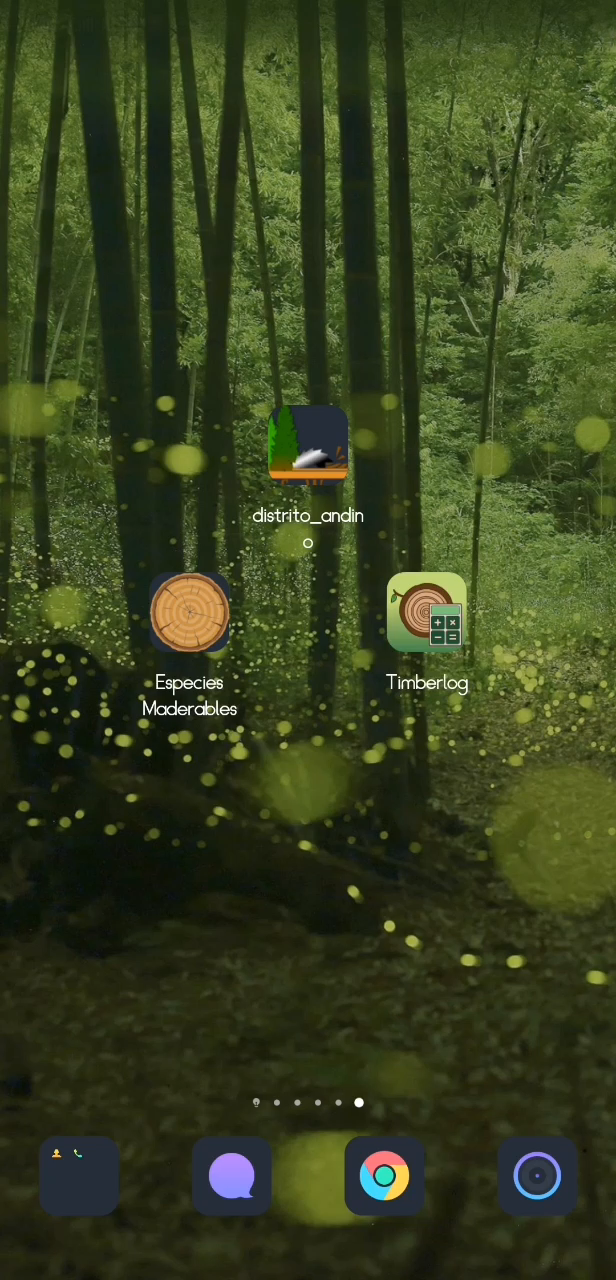 distrito_andin
o
Especies
Maderables
Timberlog